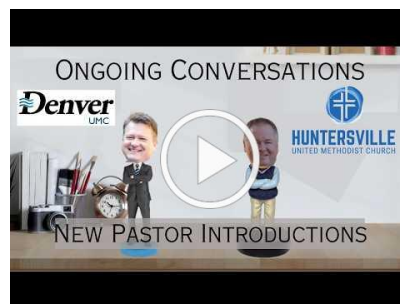 ONGOING CONVERSATIONS
Denver
UMC
HUNTERSVILLE
UNITED METHODIST CHURCH
NEW PASTOR INTRODUCTIONS